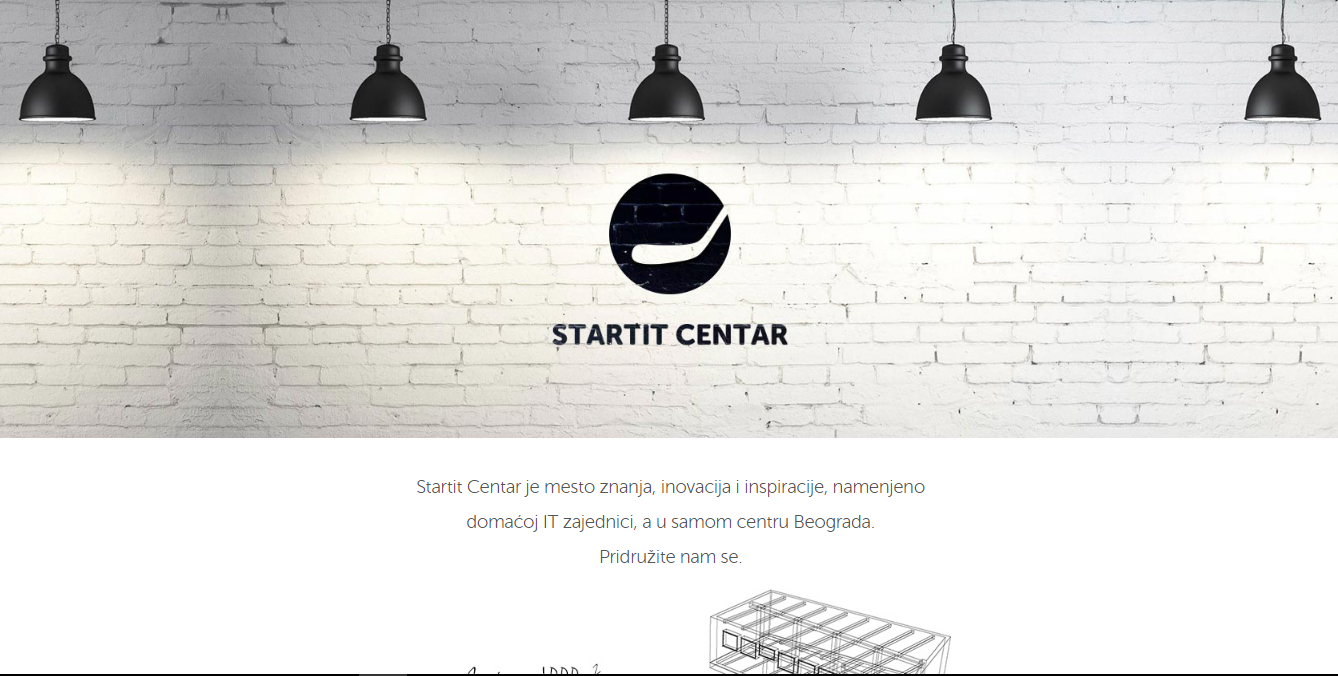 STARTIT CENTAR
Startit Centar je mesto znanja, inovacija i inspiracije, namenjeno
domaćoj IT zajednici, a u samom centru Beograda.
Pridružite nam se.